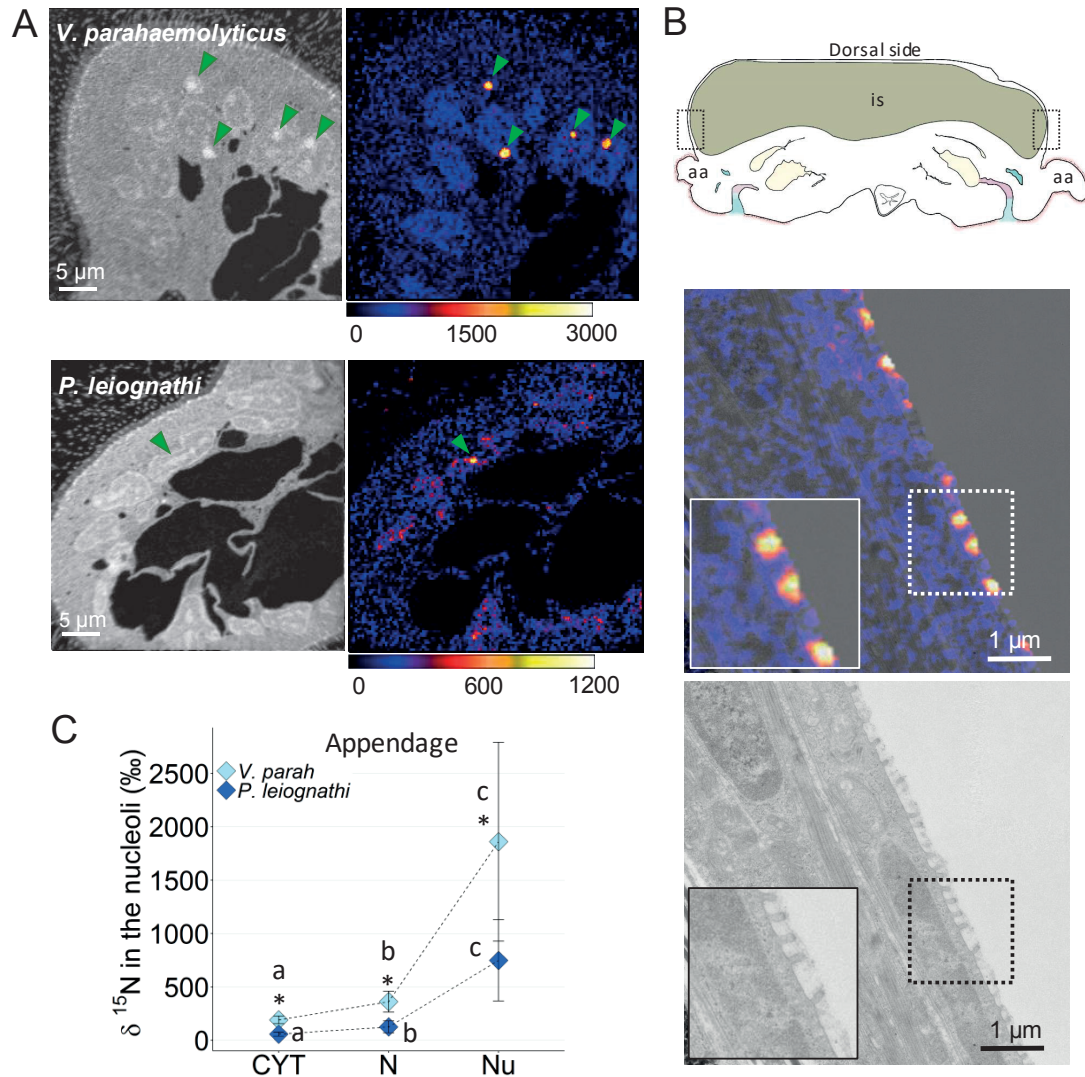 A
V. parahaemolyticus
5 µm
0 1500 3000
P. leiognathi
5 µm
0 600 1200
B
Dorsal side
is
aa
aa
1 µm
1 µm
C
Appendage
V. parah
P. leiognathi
δ ¹⁵N in the nucleoli (‰)
2500
2000
1500
1000
500
0
a
*
a
b
*
b
c
*
c
CYT N Nu